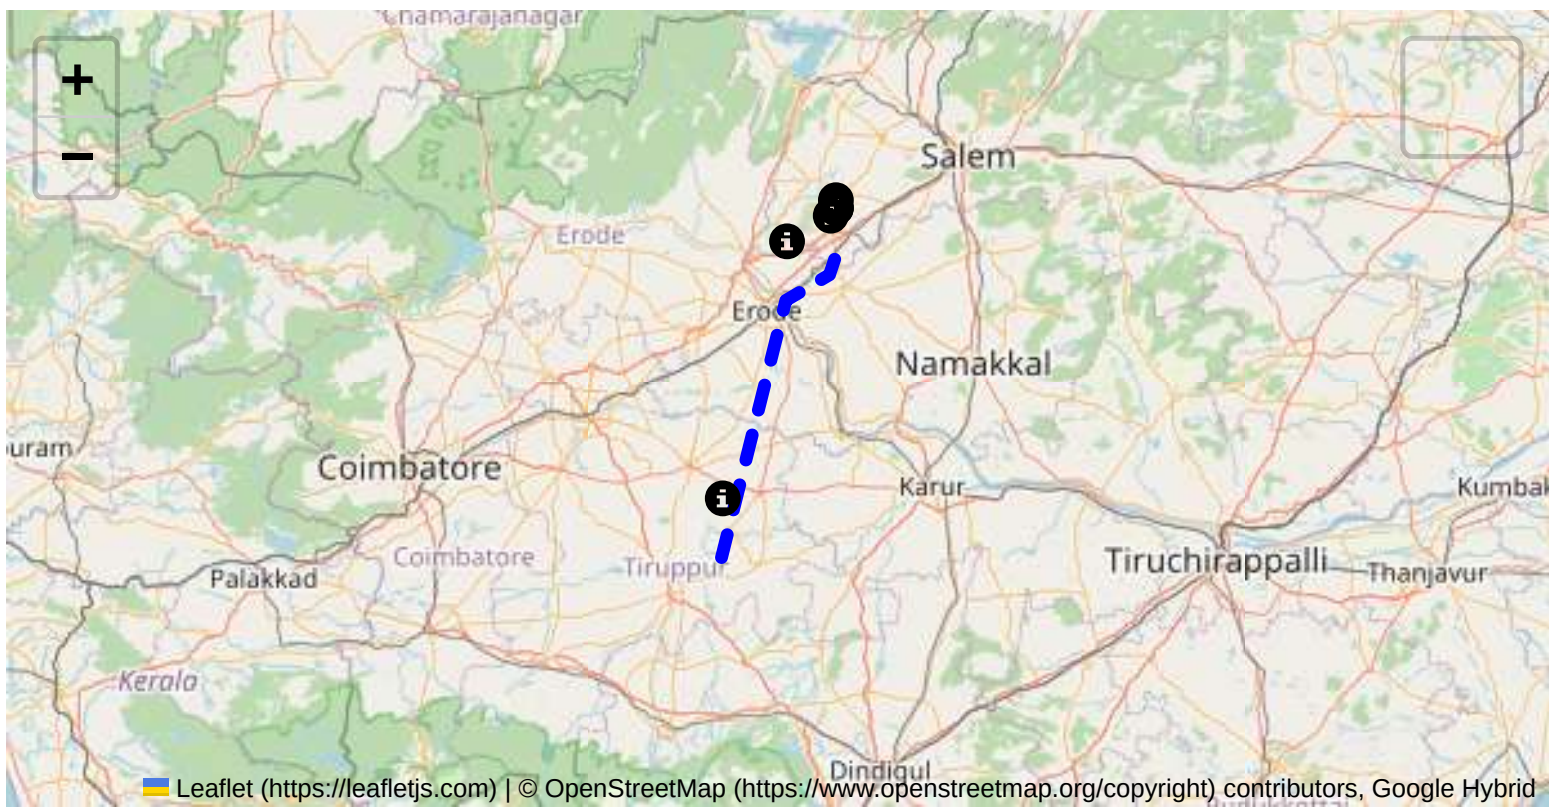 Chamarajanagar
+
Salem
Erode
i
Erode
Namakkal
uram
Coimbatore
Karur
i
Kumbak
Coimbatore
Tiruppur
Tiruchirappalli
Palakkad
Thanjavur
Kerala
Dindigul
Leaflet (https://leafletjs.com) | © OpenStreetMap (https://www.openstreetmap.org/copyright) contributors, Google Hybrid